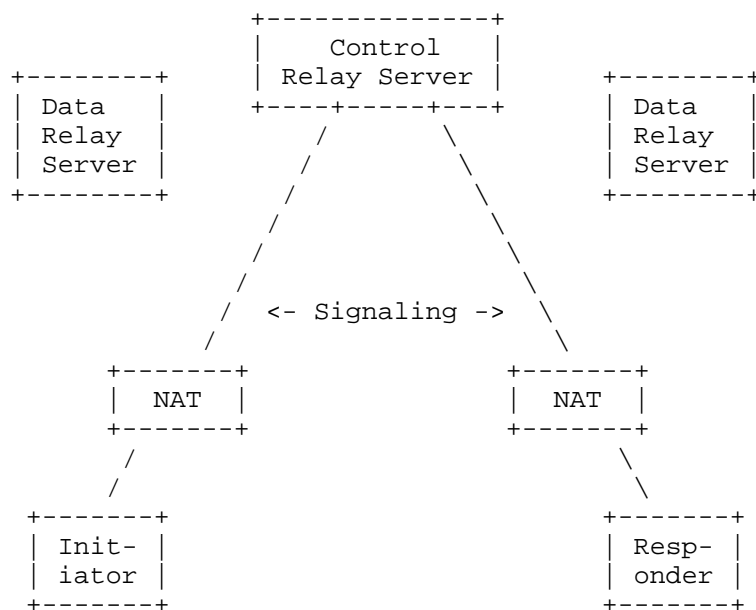 Control
Relay Server
Data
Relay
Server
Data
Relay
Server
<- Signaling ->
NAT
NAT
Init-
iator
Resp-
onder